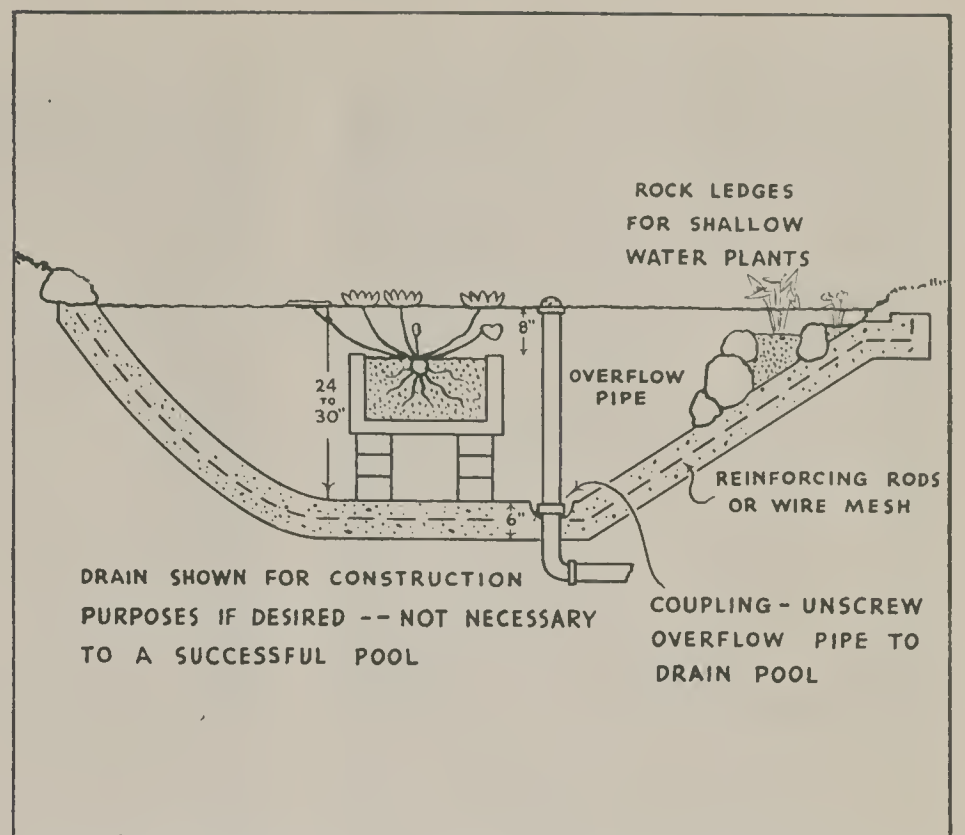 ROCK LEDGES
FOR SHALLOW
WATER PLANTS
8"
24
TO
30"
OVERFLOW
PIPE
REINFORCING RODS
OR WIRE MESH
6"
DRAIN SHOWN FOR CONSTRUCTION
PURPOSES IF DESIRED -- NOT NECESSARY
TO A SUCCESSFUL POOL
COUPLING - UNSCREW
OVERFLOW PIPE TO
DRAIN POOL